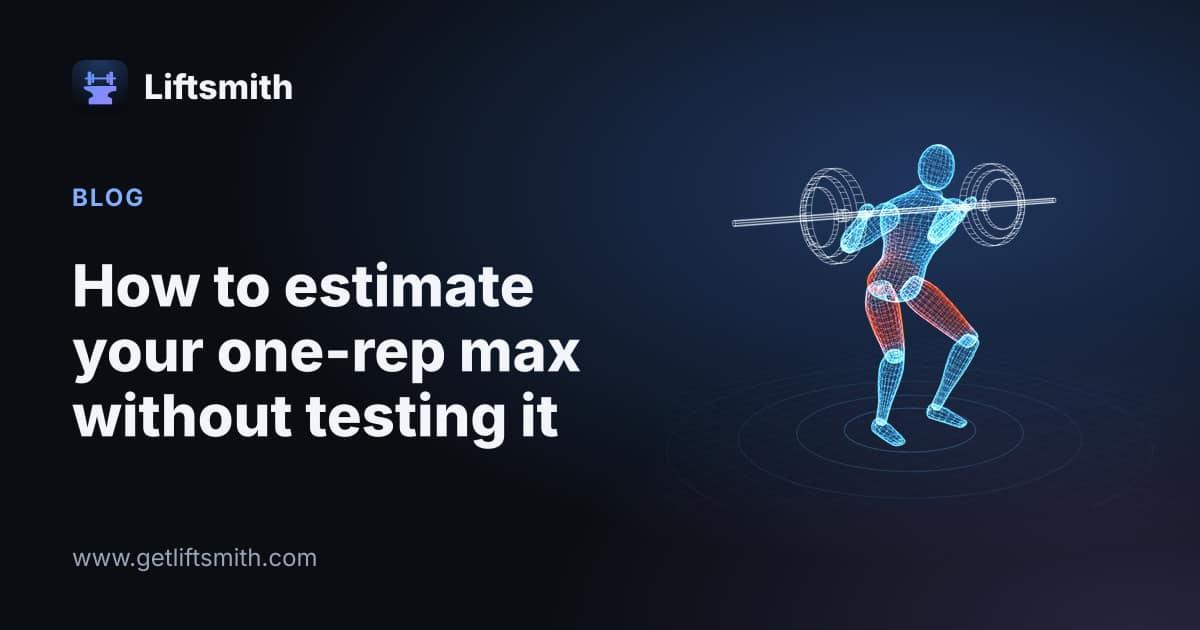 Liftsmith
BLOG
How to estimate
your one-rep max
without testing it
www.getliftsmith.com